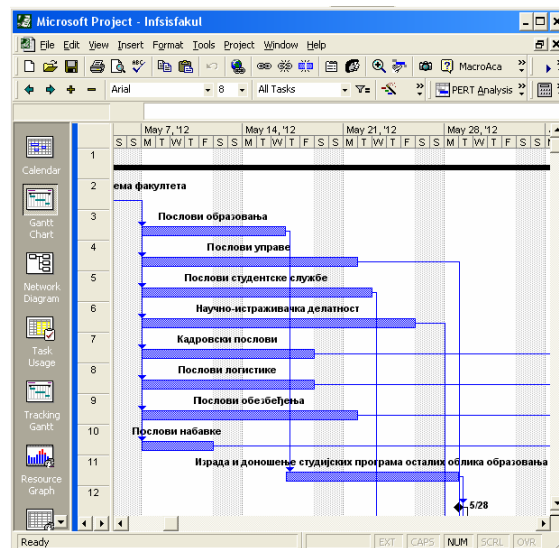 Microsoft Project - Infsisfakul
File Edit View Insert Format Tools Project Window Help
MacroAca
Arial 8 All Tasks PERT Analysis
May 7, '12 May 14, '12 May 21, '12 May 28, '12
S S M T W T F S S M T W T F S S M T W T F S S M T W T F S S
1
Calendar
2 ема факултета
Gantt Chart
3 Послови образовања
4 Послови управе
Network Diagram
5 Послови студентске службе
6 Научно-истраживачка делатност
Task Usage
7 Кадровски послови
8 Послови логистике
Tracking Gantt
9 Послови обезбеђења
10 Послови набавке
Resource Graph
11 Израда и доношење студијских програма осталих облика образовања
12 5/28
Ready EXT CAPS NUM SCRL OVR